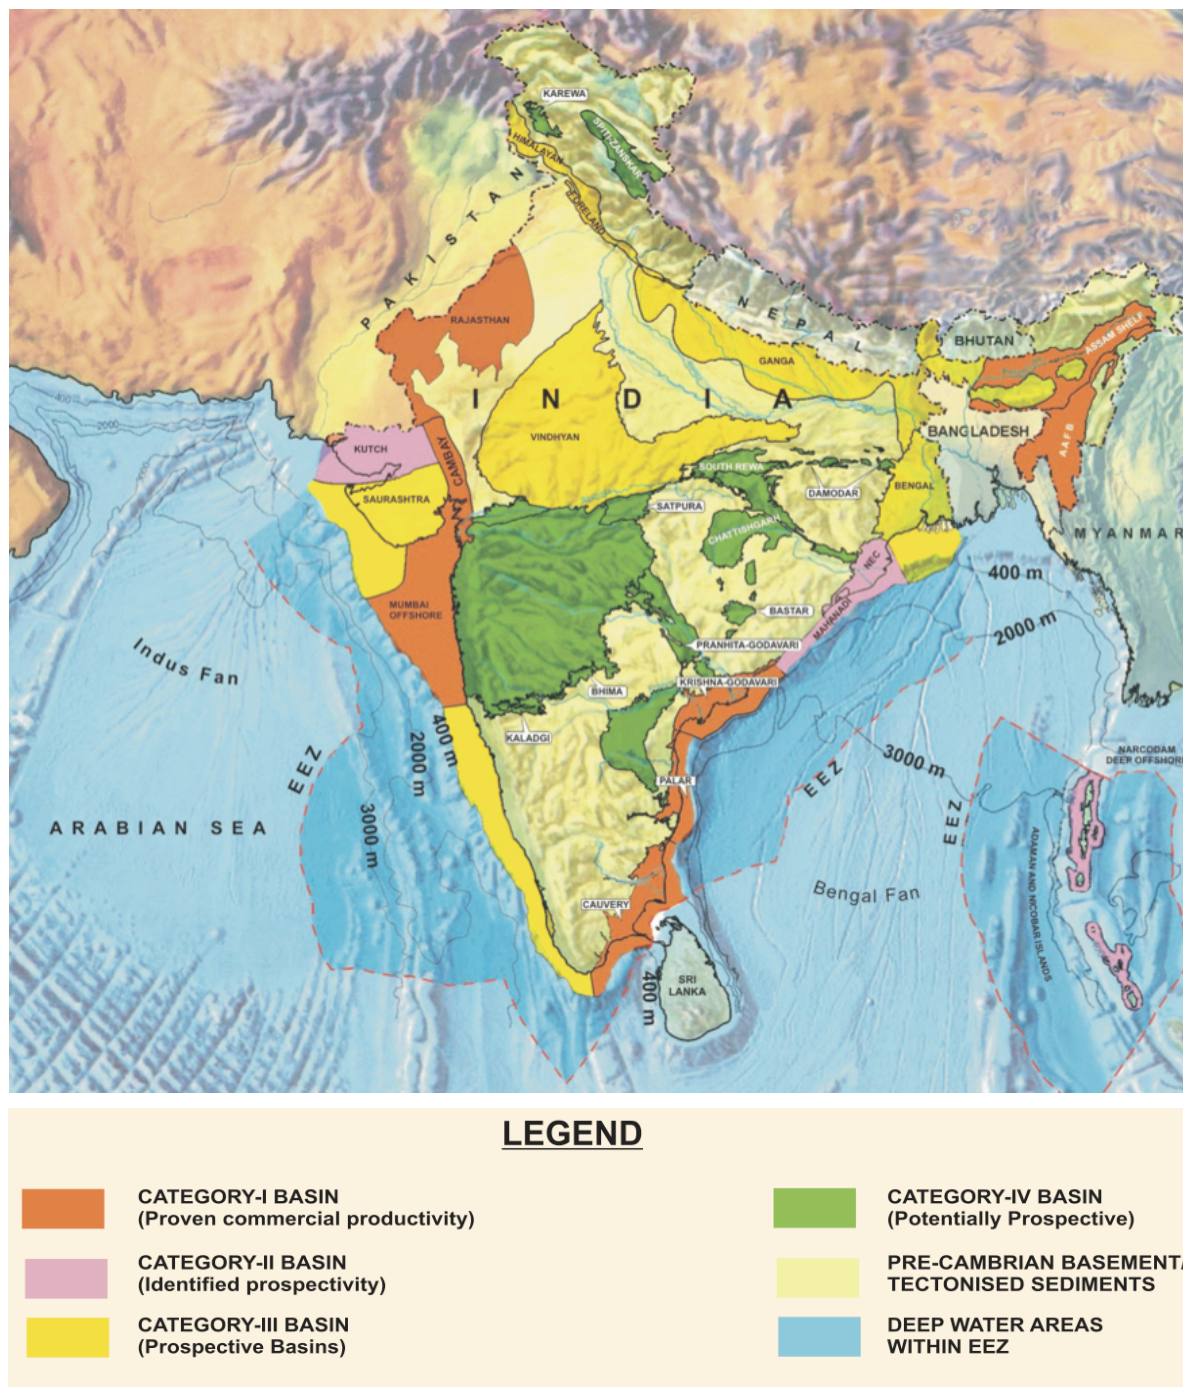 KAREWA
SPITI-ZANSKAR
HIMALAYAN
FORELAND
PAKISTAN
NEPAL
RAJASTHAN
BHUTAN
ASSAM SHELF
GANGA
INDIA
BANGLADESH
AAFB
VINDHYAN
KUTCH
CAMBAY
SOUTH REWA
SAURASHTRA
DAMODAR
BENGAL
SATPURA
CHATTISHGARH
MYANMAR
NEC
400 m
400
2000
MUMBAI
OFFSHORE
BASTAR
MAHANADI
2000 m
PRANHITA-GODAVARI
Indus Fan
KRISHNA-GODAVARI
BHIMA
KALADGI
400 m
2000 m
3000 m
EEZ
PALAR
EEZ
3000 m
EEZ
NARCODAM
DEER OFFSHORE
ARABIAN SEA
ADAMAN AND NICOBAR ISLANDS
Bengal Fan
CAUVERY
400 m
SRI
LANKA
LEGEND
CATEGORY-I BASIN
(Proven commercial productivity)
CATEGORY-II BASIN
(Identified prospectivity)
CATEGORY-III BASIN
(Prospective Basins)
CATEGORY-IV BASIN
(Potentially Prospective)
PRE-CAMBRIAN BASEMENT/
TECTONISED SEDIMENTS
DEEP WATER AREAS
WITHIN EEZ